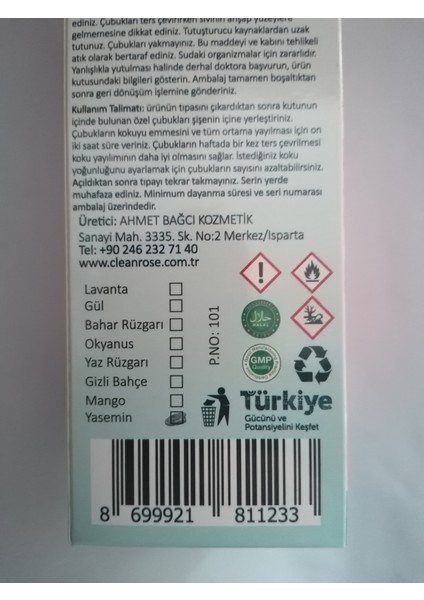 ediniz. Çubukları ters çevirirken sıvının ahşap yüzeylere
gelmemesine dikkat ediniz. Tutuşturucu kaynaklardan uzak
tutunuz. Çubukları yakmayınız. Bu maddeyi ve kabını tehlikeli
atık olarak bertaraf ediniz. Sudaki organizmalar için zararlıdır.
Yanlışlıkla yutulması halinde derhal doktora başvurun, ürün
kutusundaki bilgileri gösterin. Ambalaj tamamen boşaltıktan
sonra geri dönüşüm işlemine gönderiniz.
Kullanım Talimatı: ürünün tıpasını çıkardıktan sonra kutunun
içinde bulunan özel çubukları şişenin içine yerleştiriniz.
Çubukların kokuyu emmesini ve tüm ortama yayılması için on
iki saat süre veriniz. Çubukların haftada bir kez ters çevrilmesi
koku yayılımının daha iyi olmasını sağlar. İstediğiniz koku
yoğunluğunu ayarlamak için çubukların sayısını azaltabilirsiniz.
Açıldıktan sonra tıpayı tekrar takmayınız. Serin yerde
muhafaza ediniz. Minimum dayanma süresi ve seri numarası
ambalaj üzerindedir.
Üretici: AHMET BAĞCI KOZMETİK
Sanayi Mah. 3335. Sk. No:2 Merkez/Isparta
Tel: +90 246 232 71 40
www.cleanrose.com.tr
Lavanta
Gül
Bahar Rüzgarı
Okyanus
Yaz Rüzgarı
Gizli Bahçe
Mango
Yasemin
P.NO: 101
حلال
HALAL
GMP
Quality
Türkiye
Gücünü ve
Potansiyelini Keşfet
8 699921 811233